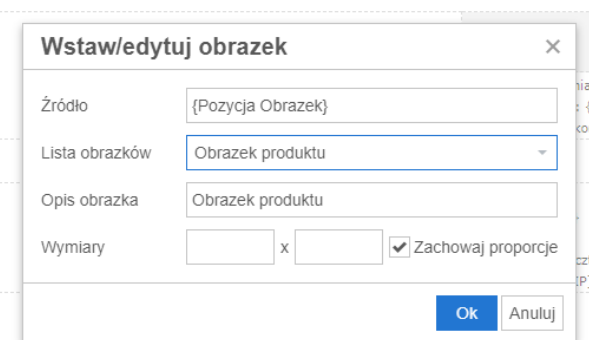 Wstaw/edytuj obrazek ×
Źródło {Pozycja Obrazek}
Lista obrazków Obrazek produktu
Opis obrazka Obrazek produktu
Wymiary x Zachowaj proporcje
Ok Anuluj